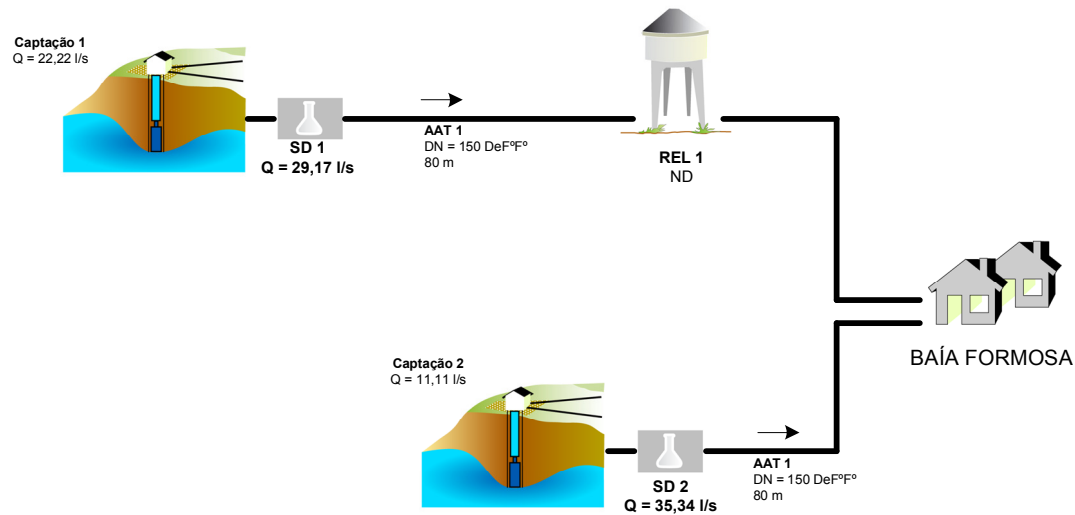 Captação 1
Q = 22,22 l/s
SD 1
Q = 29,17 l/s
AAT 1
DN = 150 DeFºFº
80 m
REL 1
ND
BAÍA FORMOSA
Captação 2
Q = 11,11 l/s
SD 2
Q = 35,34 l/s
AAT 1
DN = 150 DeFºFº
80 m